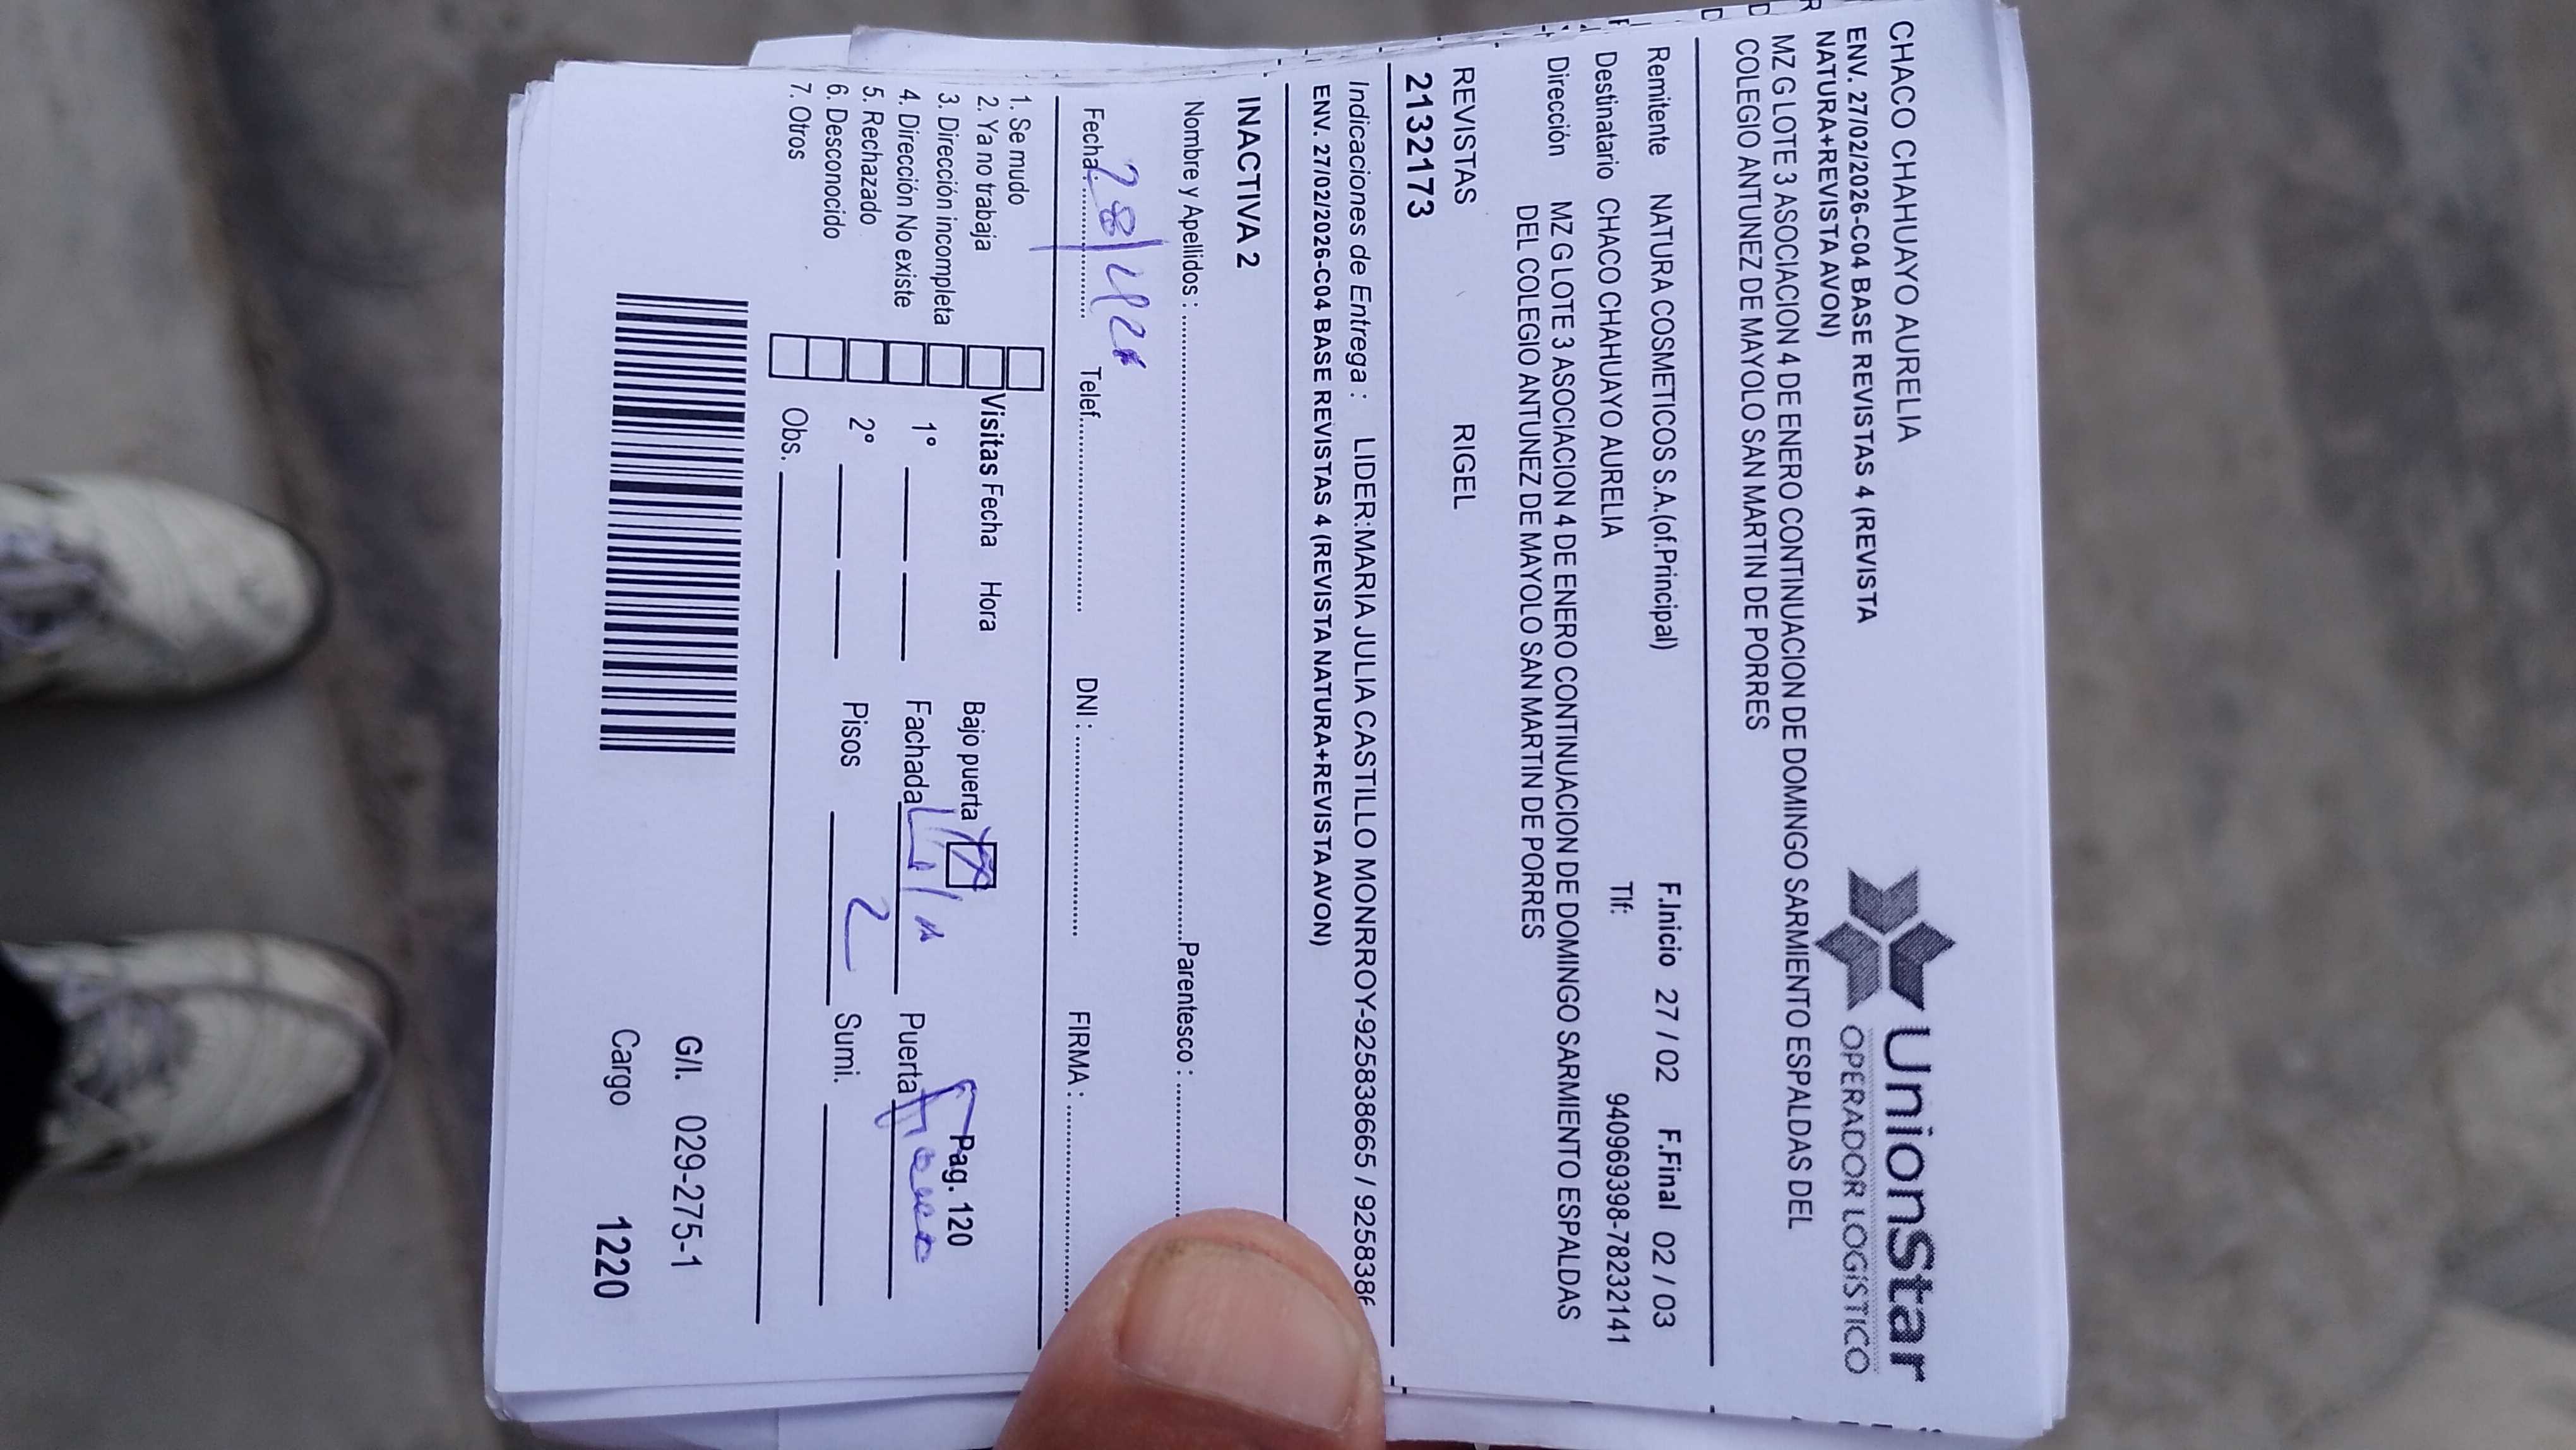 CHACO CHAHUAYO AURELIA
ENV. 27/02/2026-C04 BASE REVISTAS 4 (REVISTA
NATURA+REVISTA AVON)
MZ G LOTE 3 ASOCIACION 4 DE ENERO CONTINUACION DE DOMINGO SARMIENTO ESPALDAS DEL
COLEGIO ANTUNEZ DE MAYOLO SAN MARTIN DE PORRES
UnionStar
OPERADOR LOGÍSTICO
Remitente NATURA COSMETICOS S.A.(of.Principal) F.Inicio 27 / 02 F.Final 02 / 03
Destinatario CHACO CHAHUAYO AURELIA Tlf: 940969398-78232141
Dirección MZ G LOTE 3 ASOCIACION 4 DE ENERO CONTINUACION DE DOMINGO SARMIENTO ESPALDAS
DEL COLEGIO ANTUNEZ DE MAYOLO SAN MARTIN DE PORRES
REVISTAS RIGEL
2132173
Indicaciones de Entrega : LIDER:MARIA JULIA CASTILLO MONRROY-925838665 / 925838
ENV. 27/02/2026-C04 BASE REVISTAS 4 (REVISTA NATURA+REVISTA AVON)
INACTIVA 2
Nombre y Apellidos : Parentesco :
Fecha: 28/ Telef. DNI : FIRMA :
1. Se mudo
2. Ya no trabaja Visitas Fecha Hora Bajo puerta X Pag. 120
3. Dirección incompleta
4. Dirección No existe 1° Fachada Puerta
5. Rechazado 2° Pisos 2 Sumi.
6. Desconocido
7. Otros Obs.
G/I. 029-275-1
Cargo 1220